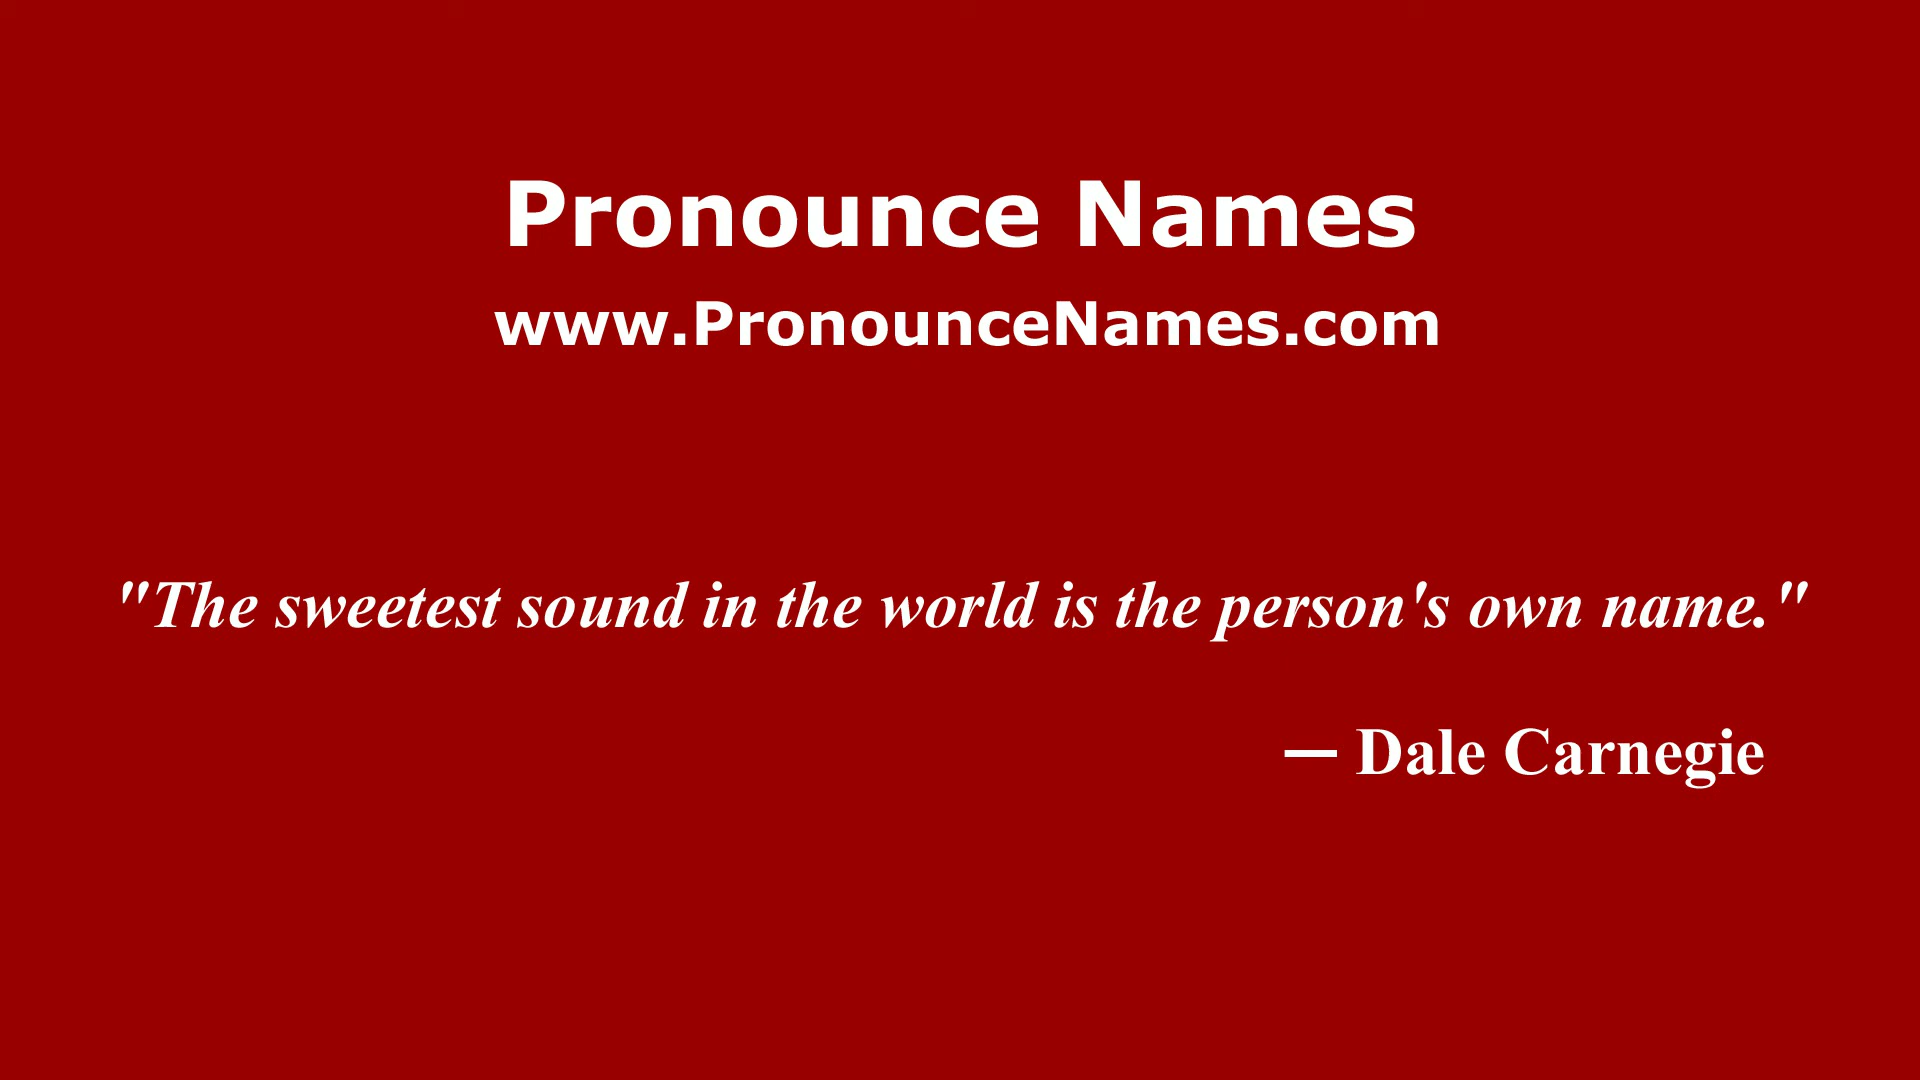 Pronounce Names
www.PronounceNames.com
"The sweetest sound in the world is the person's own name."
— Dale Carnegie